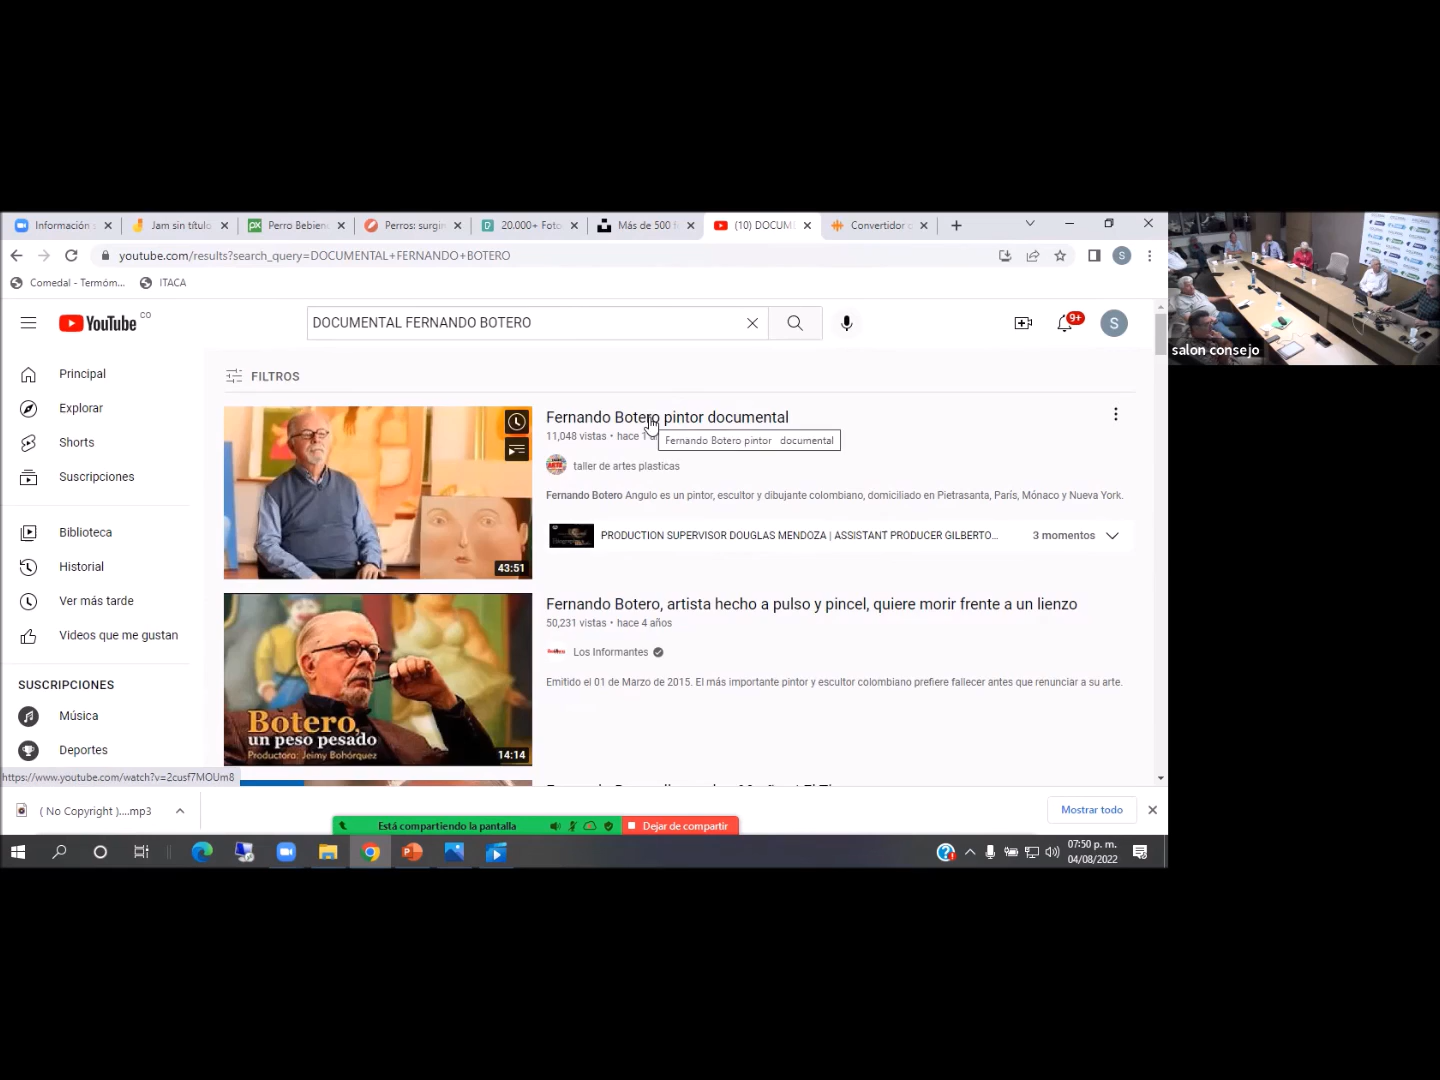 Información
Jam sin título
Perro Bebien
Perros: surgir
20.000+ Foto
Más de 500 f
(10) DOCUM
Convertidor
youtube.com/results?search_query=DOCUMENTAL+FERNANDO+BOTERO
S
Comedal - Termóm...
ITACA
YouTube CO
DOCUMENTAL FERNANDO BOTERO
9+
S
Principal
Explorar
Shorts
Suscripciones
Biblioteca
Historial
Ver más tarde
Videos que me gustan
SUSCRIPCIONES
Música
Deportes
https://www.youtube.com/watch?v=2cusf7MOUm8
FILTROS
43:51
Fernando Botero pintor documental
11,048 vistas • hace 1
Fernando Botero pintor documental
taller de artes plasticas
Fernando Botero Angulo es un pintor, escultor y dibujante colombiano, domiciliado en Pietrasanta, París, Mónaco y Nueva York.
PRODUCTION SUPERVISOR DOUGLAS MENDOZA | ASSISTANT PRODUCER GILBERTO...
3 momentos
Botero,
un peso pesado
Productora: Jeimy Bohórquez
14:14
Fernando Botero, artista hecho a pulso y pincel, quiere morir frente a un lienzo
50,231 vistas • hace 4 años
Los Informantes
Emitido el 01 de Marzo de 2015. El más importante pintor y escultor colombiano prefiere fallecer antes que renunciar a su arte.
( No Copyright )....mp3
Mostrar todo
Está compartiendo la pantalla
Dejar de compartir
07:50 p. m.
04/08/2022
salon consejo